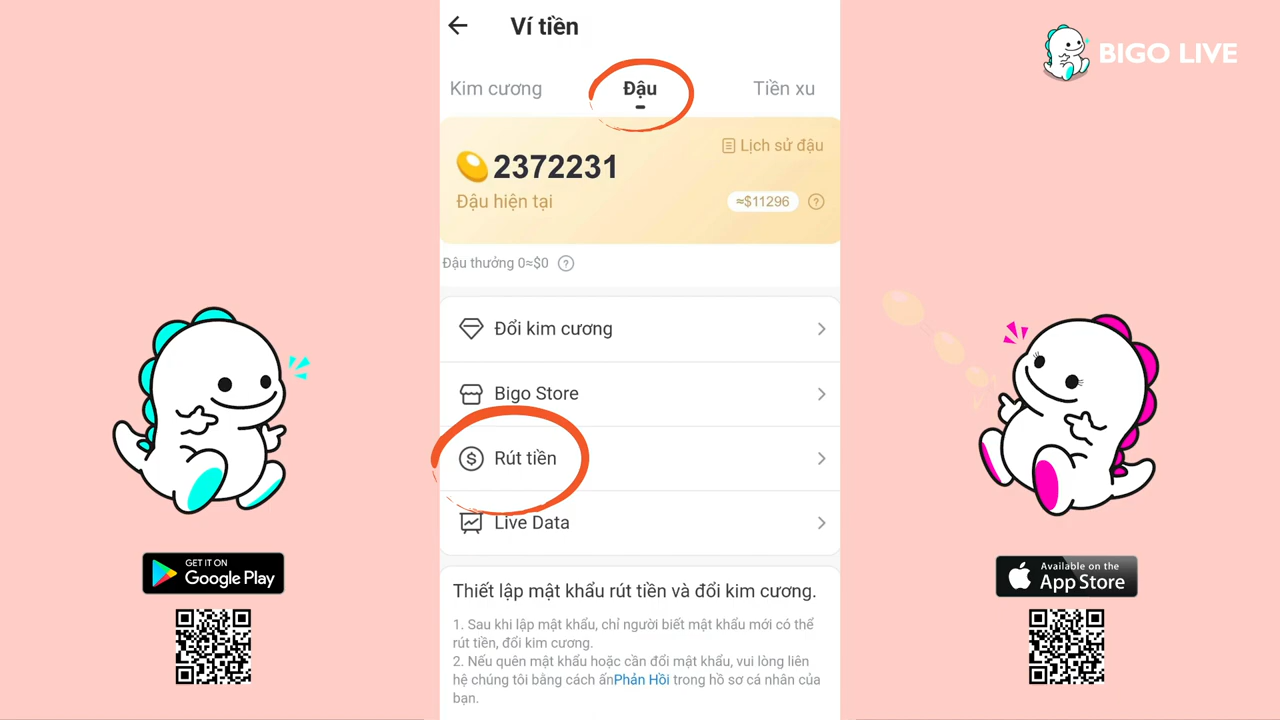 Ví tiền
BIGO LIVE
Kim cương
Đậu
Tiền xu
Lịch sử đậu
2372231
Đậu hiện tại
≈$11296
Đậu thưởng 0≈$0
Đổi kim cương
Bigo Store
Rút tiền
Live Data
GET IT ON
Google Play
Available on the
App Store
Thiết lập mật khẩu rút tiền và đổi kim cương.
1. Sau khi lập mật khẩu, chỉ người biết mật khẩu mới có thể
rút tiền, đổi kim cương.
2. Nếu quên mật khẩu hoặc cần đổi mật khẩu, vui lòng liên
hệ chúng tôi bằng cách ấnPhản Hồi trong hồ sơ cá nhân của
bạn.